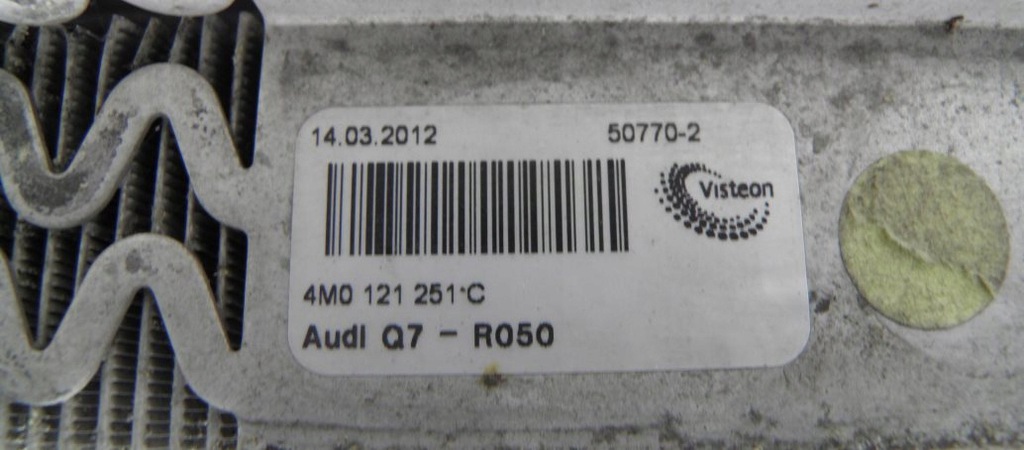 14.03.2012 50770-2
Visteon
4M0 121 251 C
Audi Q7 - R050